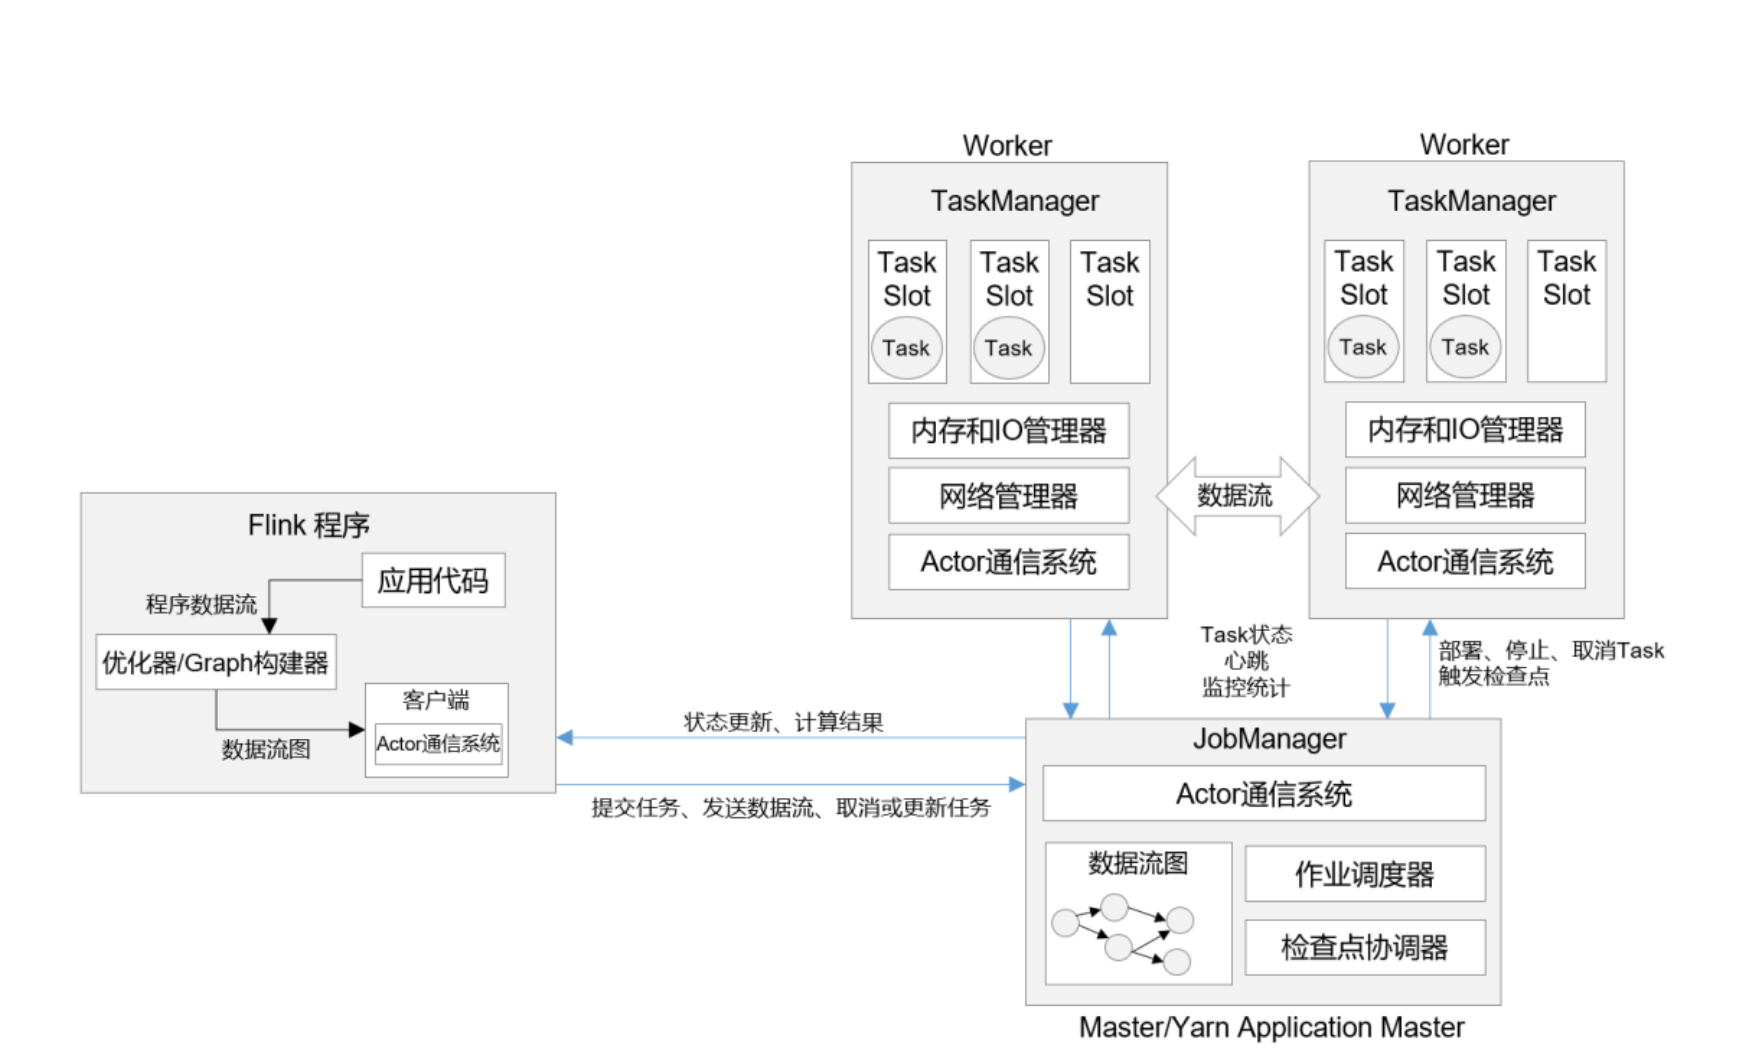 Worker
TaskManager
Task
Slot
Task
Task
Slot
Task
Task
Slot
内存和IO管理器
网络管理器
Actor通信系统
数据流
Worker
TaskManager
Task
Slot
Task
Task
Slot
Task
Task
Slot
内存和IO管理器
网络管理器
Actor通信系统
Flink 程序
应用代码
程序数据流
优化器/Graph构建器
客户端
Actor通信系统
数据流图
Task状态
心跳
监控统计
部署、停止、取消Task
触发检查点
状态更新、计算结果
提交任务、发送数据流、取消或更新任务
JobManager
Actor通信系统
数据流图
作业调度器
检查点协调器
Master/Yarn Application Master